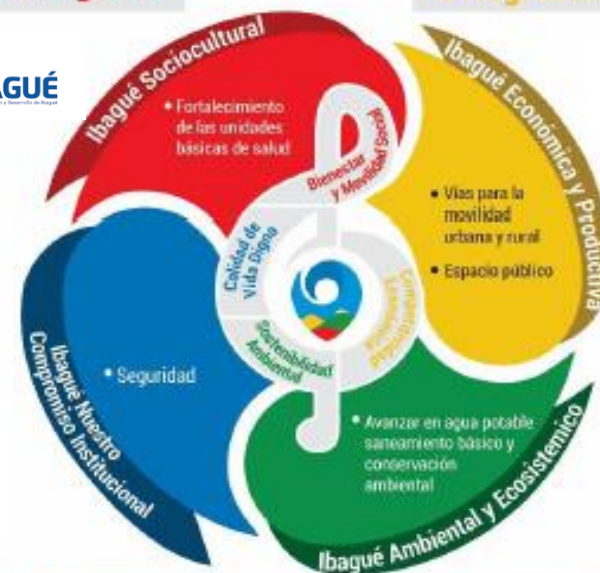 AGUÉ
Ibagué Sociocultural
• Fortalecimiento
de las unidades
básicas de salud
Bienestar
y Movilidad Social
Ibagué Económica y Productiva
• Vías para la
movilidad
urbana y rural
• Espacio público
Calidad de
Vida Digna
Sostenibilidad
Ambiental
• Seguridad
Ibagué Nuestro
Compromiso Institucional
• Avanzar en agua potable
saneamiento básico y
conservación
ambiental
Ibagué Ambiental y Ecosistémico